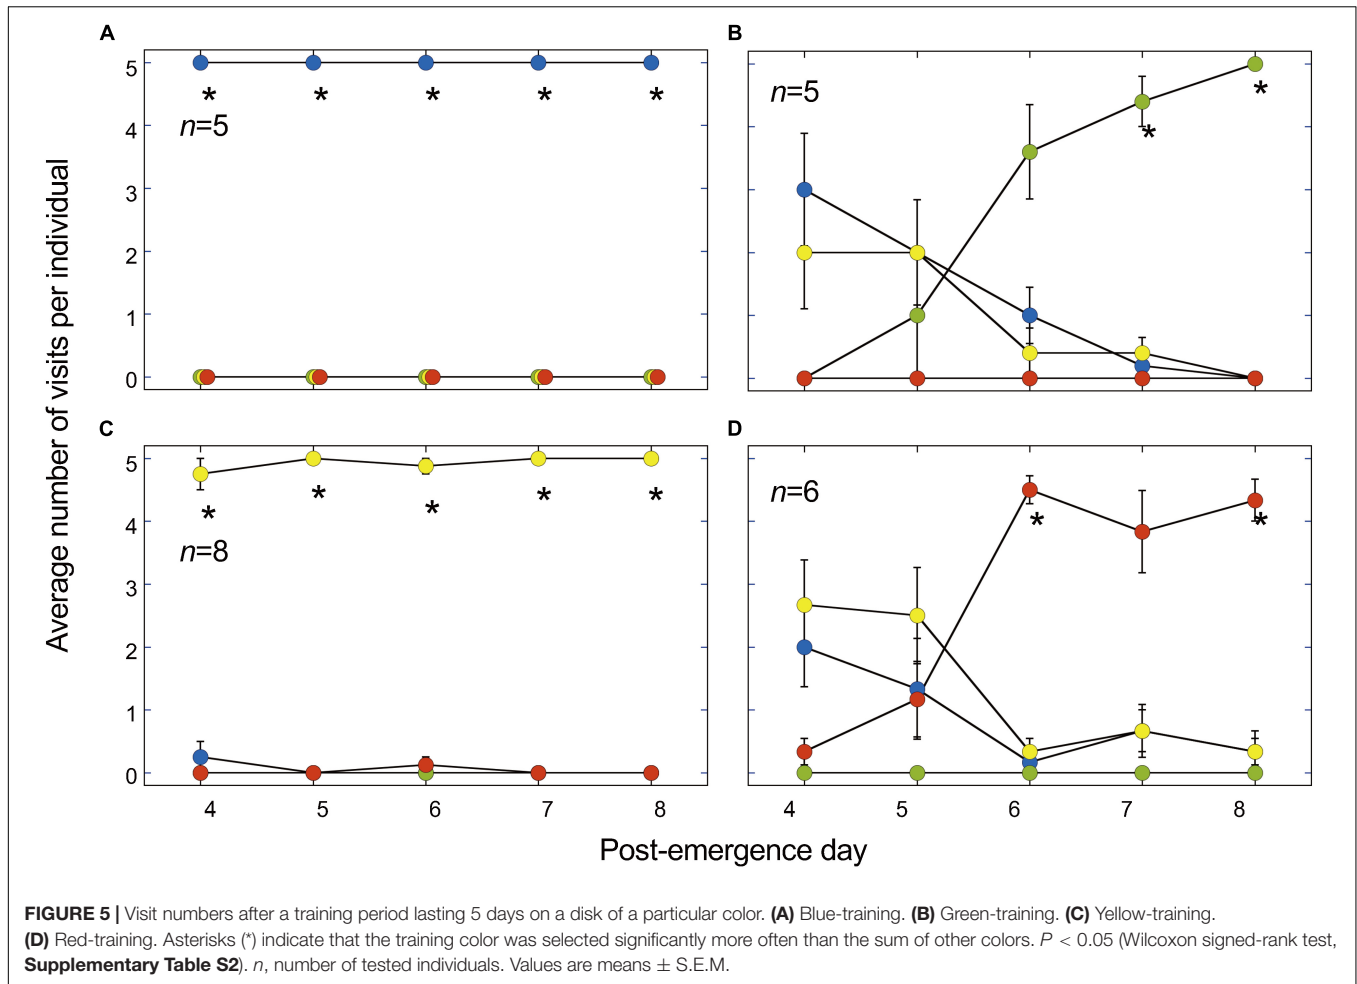 A
B
5
4
3
2
1
0
n=5
* * * * *
n=5
*
*
C
D
5
4
3
2
1
0
n=8
* * * * *
n=6
*
*
4 5 6 7 8
4 5 6 7 8
Average number of visits per individual
Post-emergence day
FIGURE 5 | Visit numbers after a training period lasting 5 days on a disk of a particular color. (A) Blue-training. (B) Green-training. (C) Yellow-training.
(D) Red-training. Asterisks (*) indicate that the training color was selected significantly more often than the sum of other colors. P < 0.05 (Wilcoxon signed-rank test,
Supplementary Table S2). n, number of tested individuals. Values are means ± S.E.M.